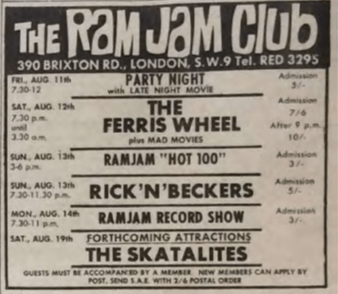 THE RAM JAM CLUB
390 BRIXTON RD., LONDON, S.W.9 Tel. RED 3295
FRI., AUG. 11th
7.30-12
PARTY NIGHT
with LATE NIGHT MOVIE
Admission
5/-
SAT., AUG. 12th
7.30 p.m.
until
3.30 a.m.
THE
FERRIS WHEEL
plus MAD MOVIES
Admission
7/6
After 9 p.m.
10/-
SUN., AUG. 13th
3-6 p.m.
RAMJAM "HOT 100"
Admission
3/-
SUN., AUG. 13th
7.30-11.30 p.m.
RICK'N'BECKERS
Admission
5/-
MON., AUG. 14th
7.30-11 p.m.
RAMJAM RECORD SHOW
Admission
3/-
SAT., AUG. 19th
FORTHCOMING ATTRACTIONS
THE SKATALITES
GUESTS MUST BE ACCOMPANIED BY A MEMBER. NEW MEMBERS CAN APPLY BY
POST, SEND S.A.E. WITH 2/6 POSTAL ORDER